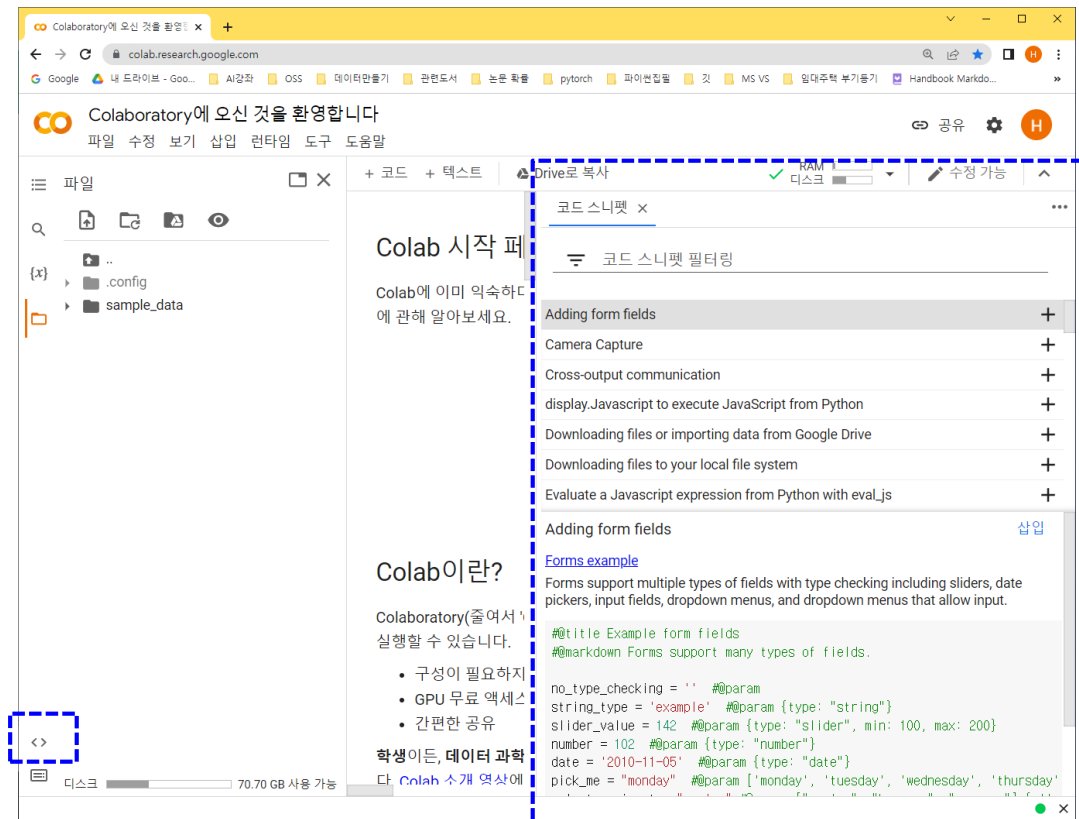 Colaboratory에 오신 것을 환영합
colab.research.google.com
Google 내 드라이브 - Goo... AI강좌 OSS 데이터만들기 관련도서 논문 확율 pytorch 파이썬집필 깃 MS VS 임대주택 부기등기 Handbook Markdo... »
Colaboratory에 오신 것을 환영합니다
파일 수정 보기 삽입 런타임 도구 도움말
공유
H
파일
+ 코드 + 텍스트 Drive로 복사
RAM
디스크
수정 가능
코드 스니펫
코드 스니펫 필터링
..
{x}
.config
sample_data
Colab 시작 페
Colab에 이미 익숙하다
에 관해 알아보세요.
Adding form fields
Camera Capture
Cross-output communication
display.Javascript to execute JavaScript from Python
Downloading files or importing data from Google Drive
Downloading files to your local file system
Evaluate a Javascript expression from Python with eval_js
Adding form fields 삽입
Forms example
Forms support multiple types of fields with type checking including sliders, date
pickers, input fields, dropdown menus, and dropdown menus that allow input.
#@title Example form fields
#@markdown Forms support many types of fields.
no_type_checking = '' #@param
string_type = 'example' #@param {type: "string"}
slider_value = 142 #@param {type: "slider", min: 100, max: 200}
number = 102 #@param {type: "number"}
date = '2010-11-05' #@param {type: "date"}
pick_me = "monday" #@param ['monday', 'tuesday', 'wednesday', 'thursday'
Colab이란?
Colaboratory(줄여서 '
실행할 수 있습니다.
• 구성이 필요하지
• GPU 무료 액세스
• 간편한 공유
학생이든, 데이터 과학
다. Colab 소개 영상에
<>
디스크 70.70 GB 사용 가능